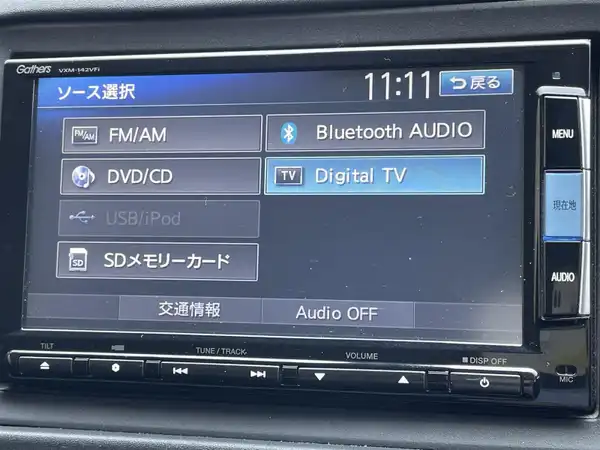 Gathers VXM-142VFi
ソース選択 11:11 戻る
FM/AM FM/AM Bluetooth AUDIO
DVD/CD TV Digital TV
USB/iPod
SD SDメモリーカード
交通情報 Audio OFF
MENU
現在地
AUDIO
TILT TUNE / TRACK VOLUME DISP OFF
MIC